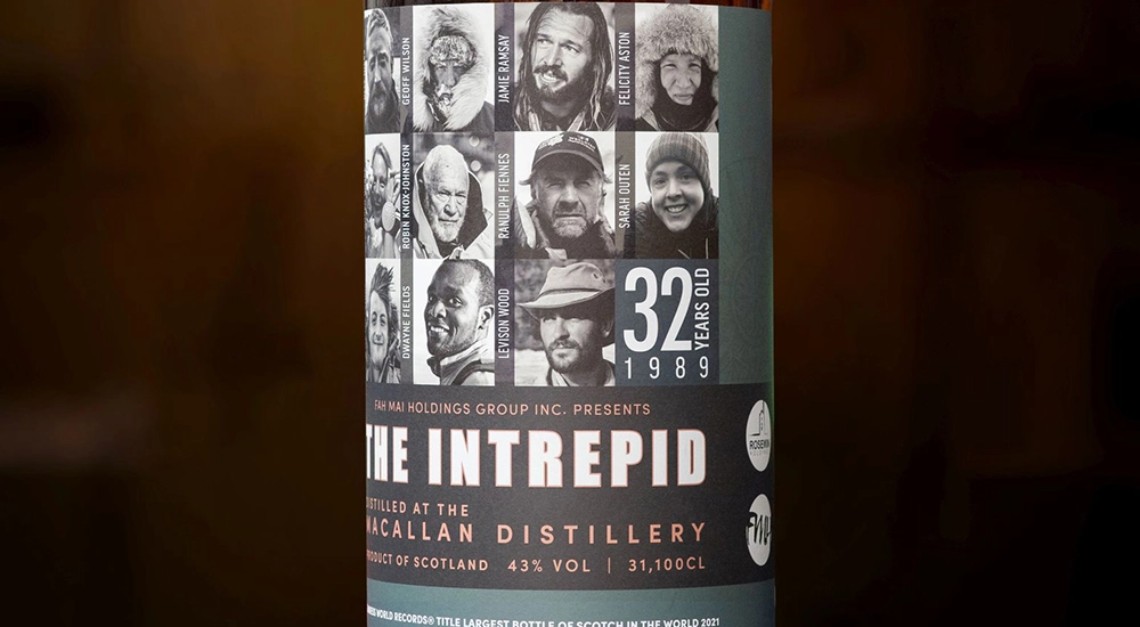 GEOFF WILSON
JAMIE RAMSAY
FELICITY ASTON
ROBIN KNOX-JOHNSTON
RANULPH FIENNES
SARAH OUTEN
DWAYNE FIELDS
LEVISON WOOD
32
YEARS OLD
1989
FAH MAI HOLDINGS GROUP INC. PRESENTS
THE INTREPID
DISTILLED AT THE
MACALLAN DISTILLERY
PRODUCT OF SCOTLAND 43% VOL | 31,100CL
WORLD RECORDS® TITLE LARGEST BOTTLE OF SCOTCH IN THE WORLD 2021